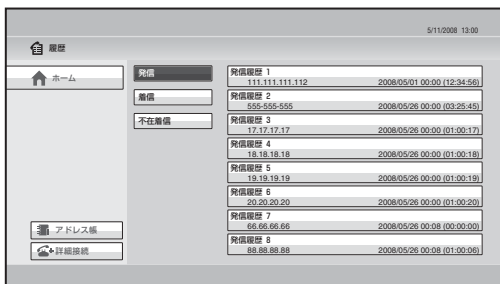 5/11/2008 13:00
履歴
ホーム
発信
着信
不在着信
発信履歴 1
111.111.111.112 2008/05/01 00:00 (12:34:56)
発信履歴 2
555-555-555 2008/05/26 00:00 (03:25:45)
発信履歴 3
17.17.17.17 2008/05/26 00:00 (01:00:17)
発信履歴 4
18.18.18.18 2008/05/26 00:00 (01:00:18)
発信履歴 5
19.19.19.19 2008/05/26 00:00 (01:00:19)
発信履歴 6
20.20.20.20 2008/05/26 00:00 (01:00:20)
発信履歴 7
66.66.66.66 2008/05/26 00:08 (00:00:00)
発信履歴 8
88.88.88.88 2008/05/26 00:08 (01:00:06)
アドレス帳
詳細接続